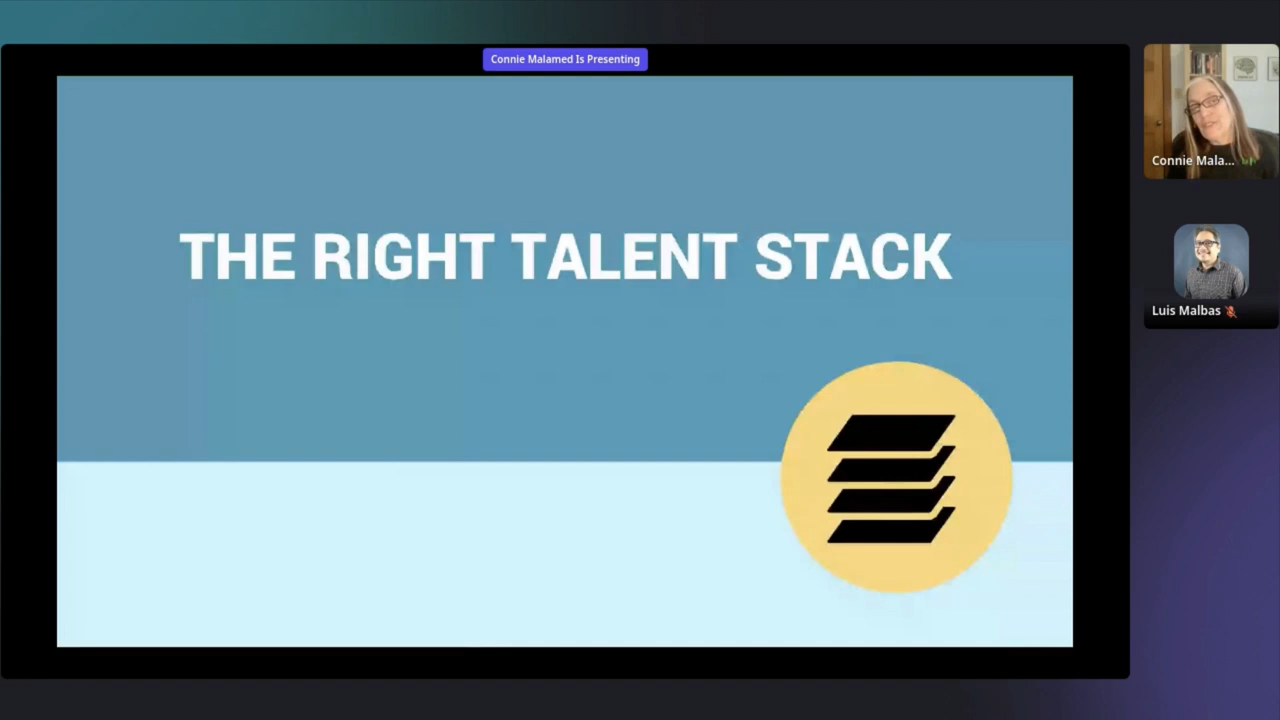 Connie Malamed Is Presenting
THE RIGHT TALENT STACK
Connie Mala...
Luis Malbas